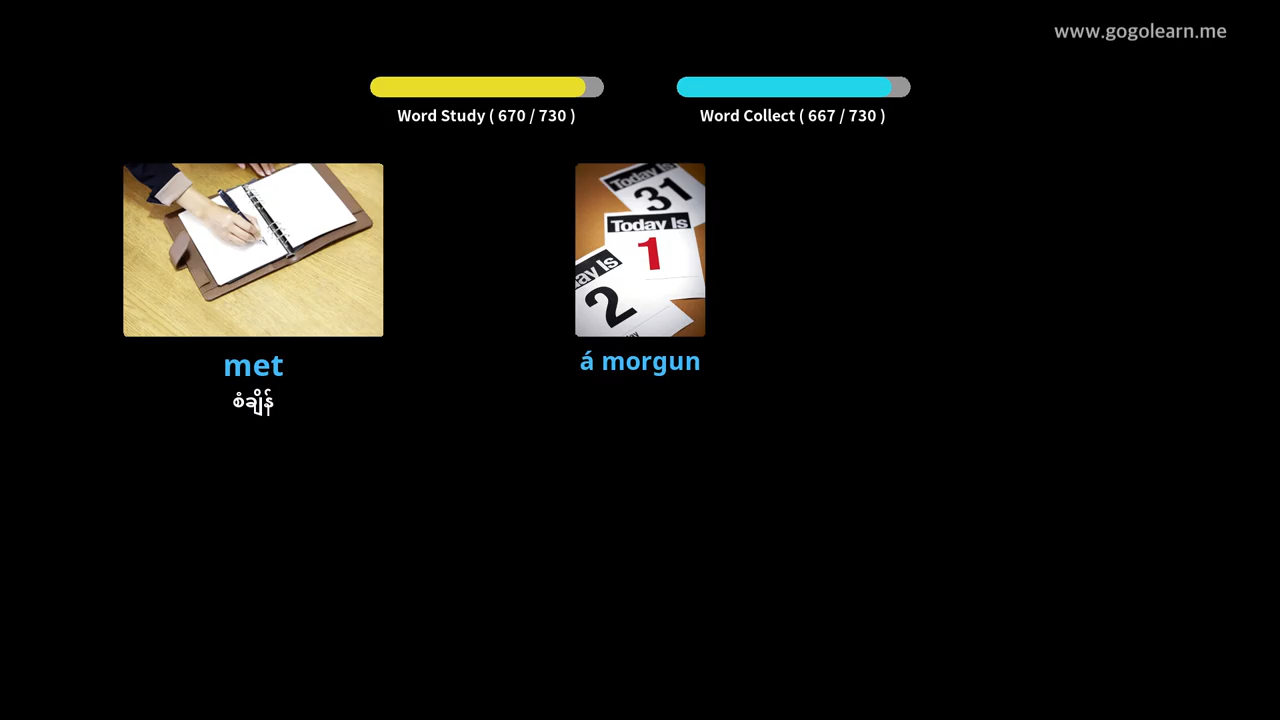 www.gogolearn.me
Word Study ( 670 / 730 )
Word Collect ( 667 / 730 )
Today Is
31
Today Is
1
ay Is
2
met
စံချိန်
á morgun